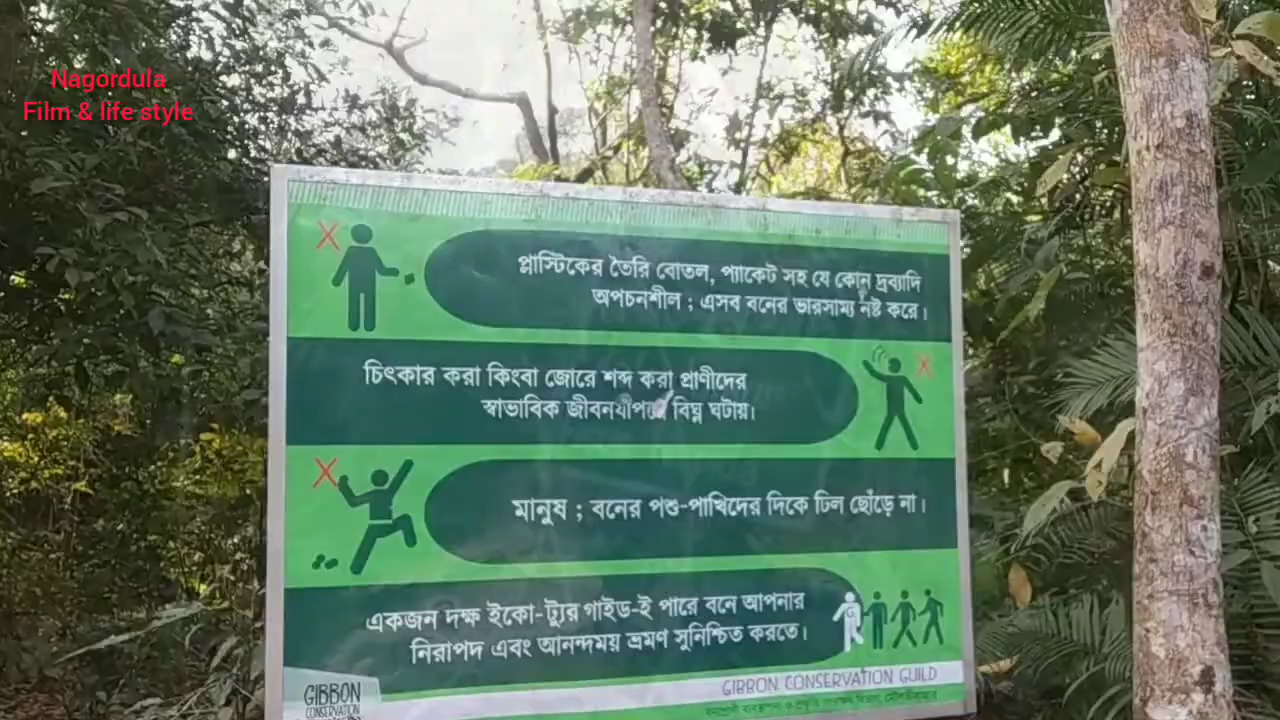 Nagordula
Film & life style
প্লাস্টিকের তৈরি বোতল, প্যাকেট সহ যে কোন দ্রব্যাদি
অপচনশীল ; এসব বনের ভারসাম্য নষ্ট করে।
চিৎকার করা কিংবা জোরে শব্দ করা প্রাণীদের
স্বাভাবিক জীবনযাপনে বিঘ্ন ঘটায়।
মানুষ ; বনের পশু-পাখিদের দিকে ঢিল ছোঁড়ে না।
একজন দক্ষ ইকো-ট্যুর গাইড-ই পারে বনে আপনার
নিরাপদ এবং আনন্দময় ভ্রমণ সুনিশ্চিত করতে।
GIBBON
CONSERVATION
GIBBON CONSERVATION GUILD